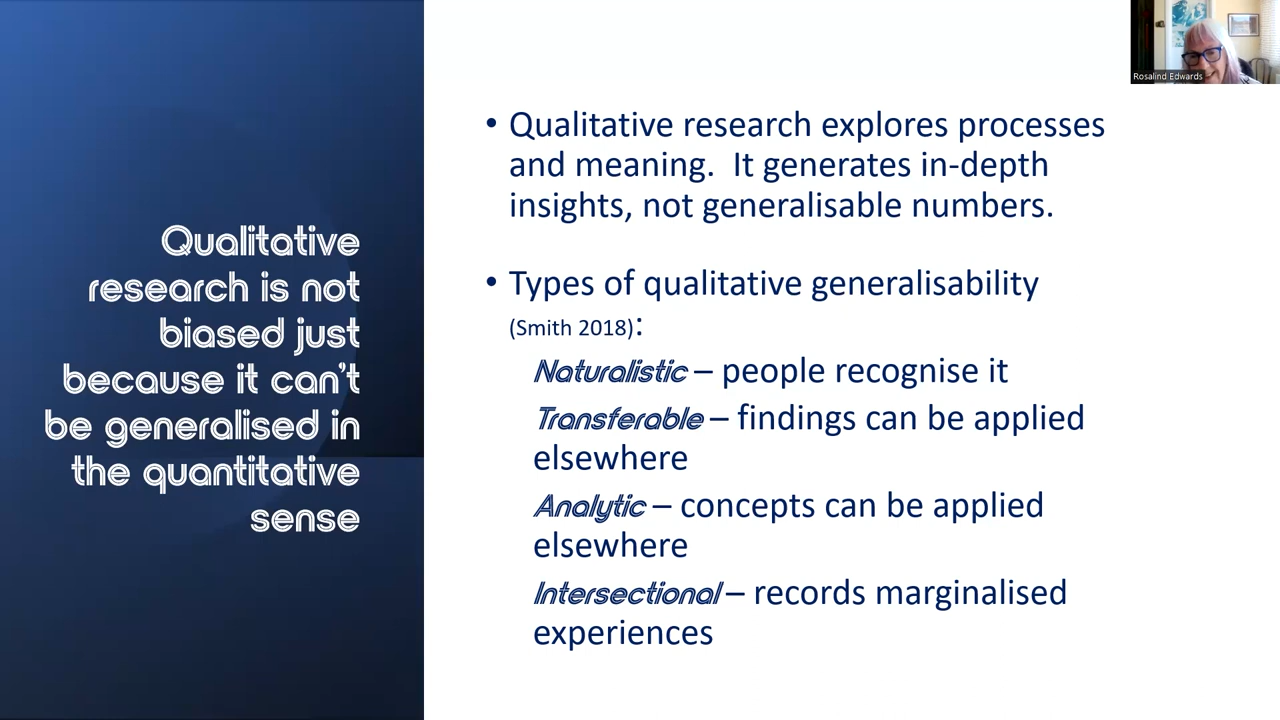 Qualitative
research is not
biased just
because it can't
be generalised in
the quantitative
sense
• Qualitative research explores processes
and meaning.  It generates in-depth
insights, not generalisable numbers.
• Types of qualitative generalisability
(Smith 2018):
Naturalistic – people recognise it
Transferable – findings can be applied
elsewhere
Analytic – concepts can be applied
elsewhere
Intersectional – records marginalised
experiences
Rosalind Edwards